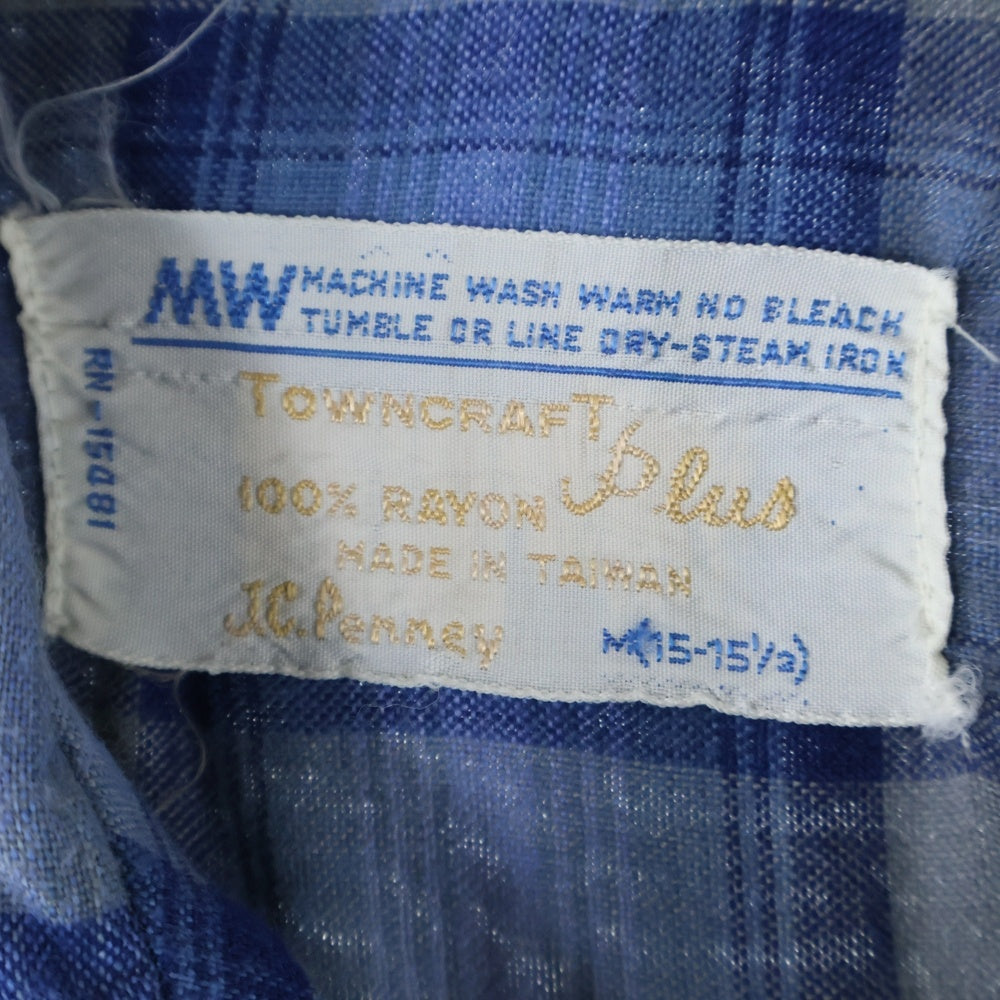 MW MACHINE WASH WARM NO BLEACH
TUMBLE OR LINE DRY-STEAM IRON
RN-15081
TOWNCRAFT Plus
100% RAYON
MADE IN TAIWAN
J.C.Penney
M(15-15½)